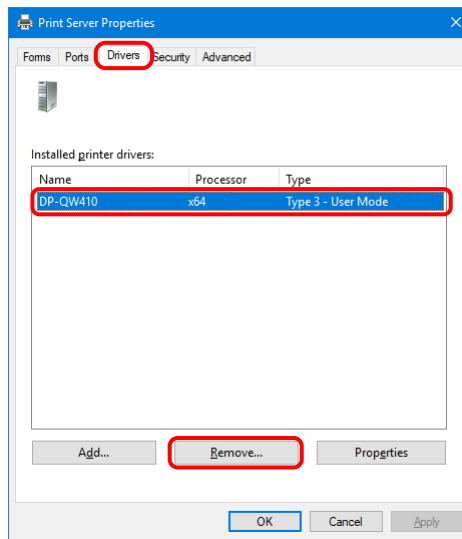 Print Server Properties
Forms Ports Drivers Security Advanced
Installed printer drivers:
Name Processor Type
DP-QW410 x64 Type 3 - User Mode
Add... Remove... Properties
OK Cancel Apply